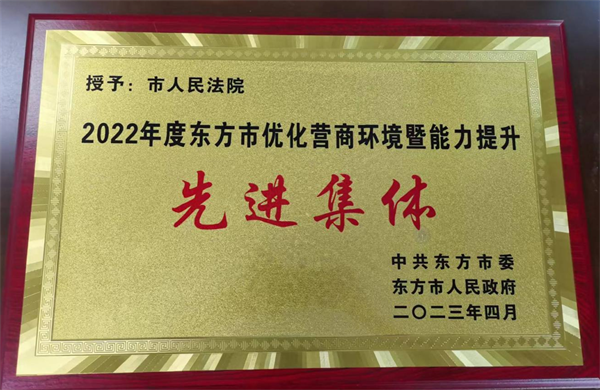 授予：市人民法院
2022年度东方市优化营商环境暨能力提升
先进集体
中共东方市委
东方市人民政府
二〇二三年四月